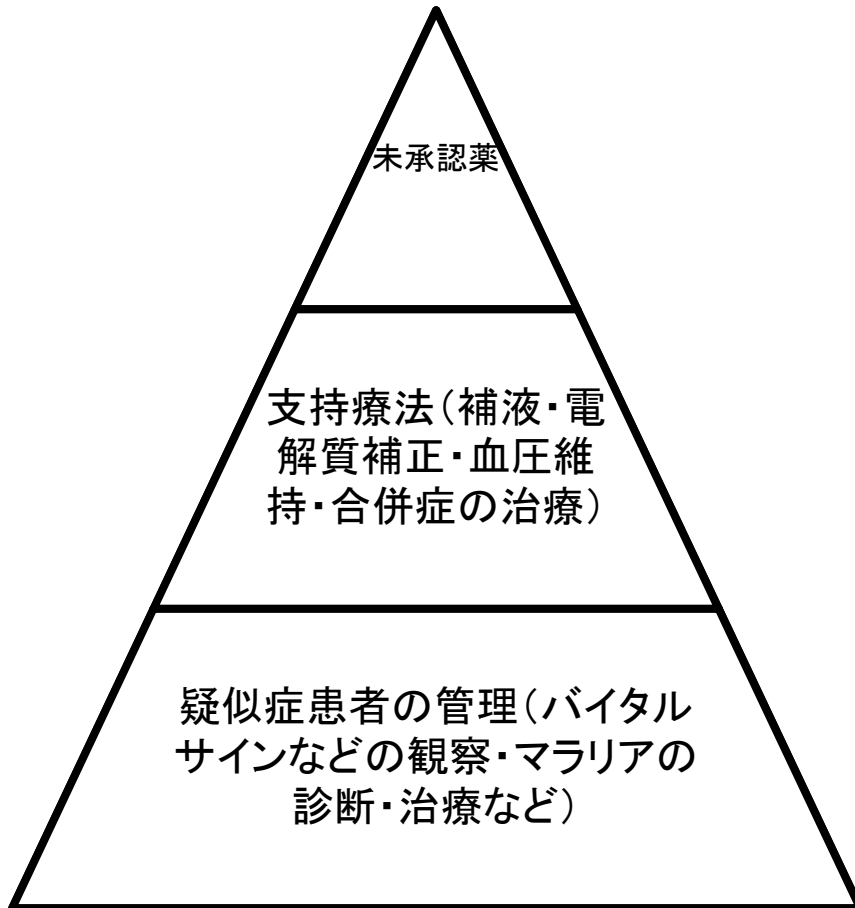 未承認薬
支持療法（補液・電
解質補正・血圧維
持・合併症の治療）
疑似症患者の管理（バイタル
サインなどの観察・マラリアの
診断・治療など）